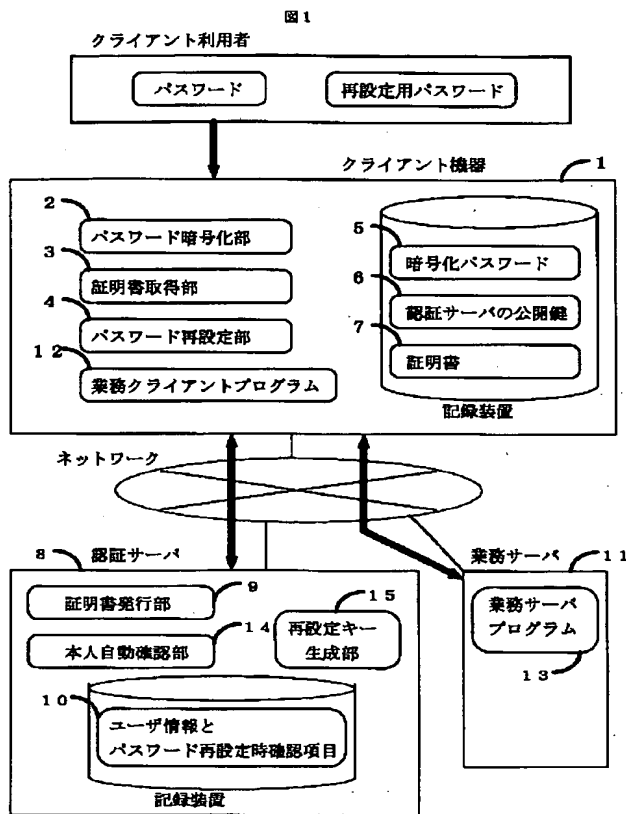 図1
クライアント利用者
パスワード
再設定用パスワード
クライアント機器
1
2
パスワード暗号化部
3
証明書取得部
4
パスワード再設定部
12
業務クライアントプログラム
5
暗号化パスワード
6
認証サーバの公開鍵
7
証明書
記録装置
ネットワーク
8
認証サーバ
証明書発行部
9
本人自動確認部
14
再設定キー
生成部
15
10
ユーザ情報と
パスワード再設定時確認項目
記録装置
業務サーバ
11
業務サーバ
プログラム
13